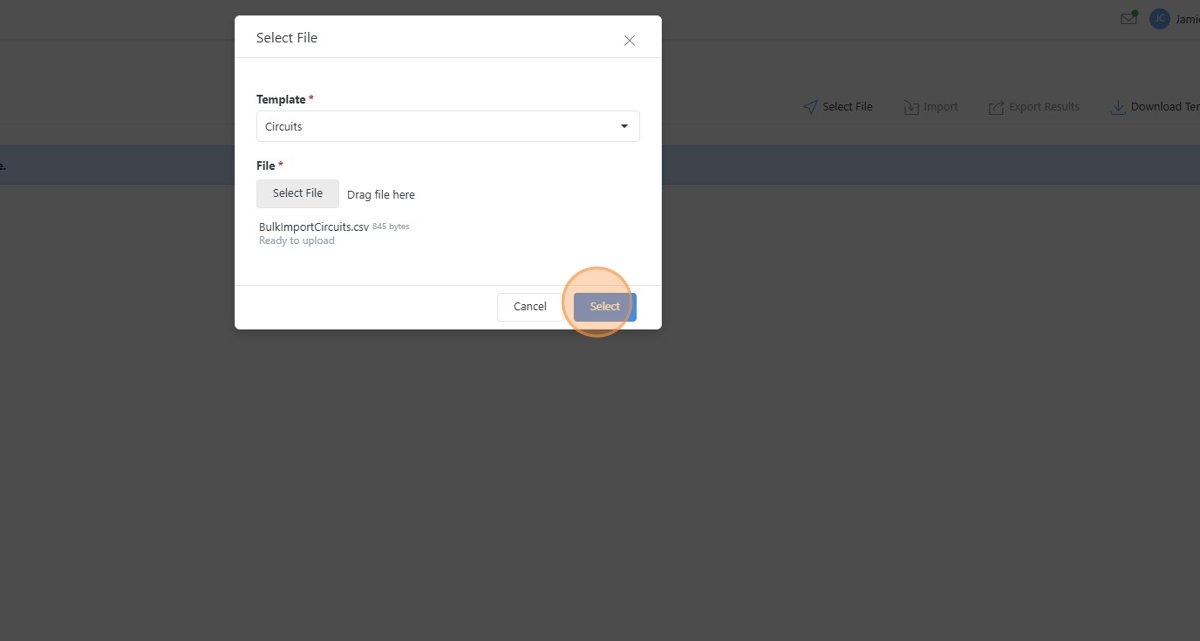 JC Jamie
Select File
Template *
Select File Import Export Results Download Tem
Circuits
File *
e.
Select File Drag file here
BulkImportCircuits.csv 845 bytes
Ready to upload
Cancel Select